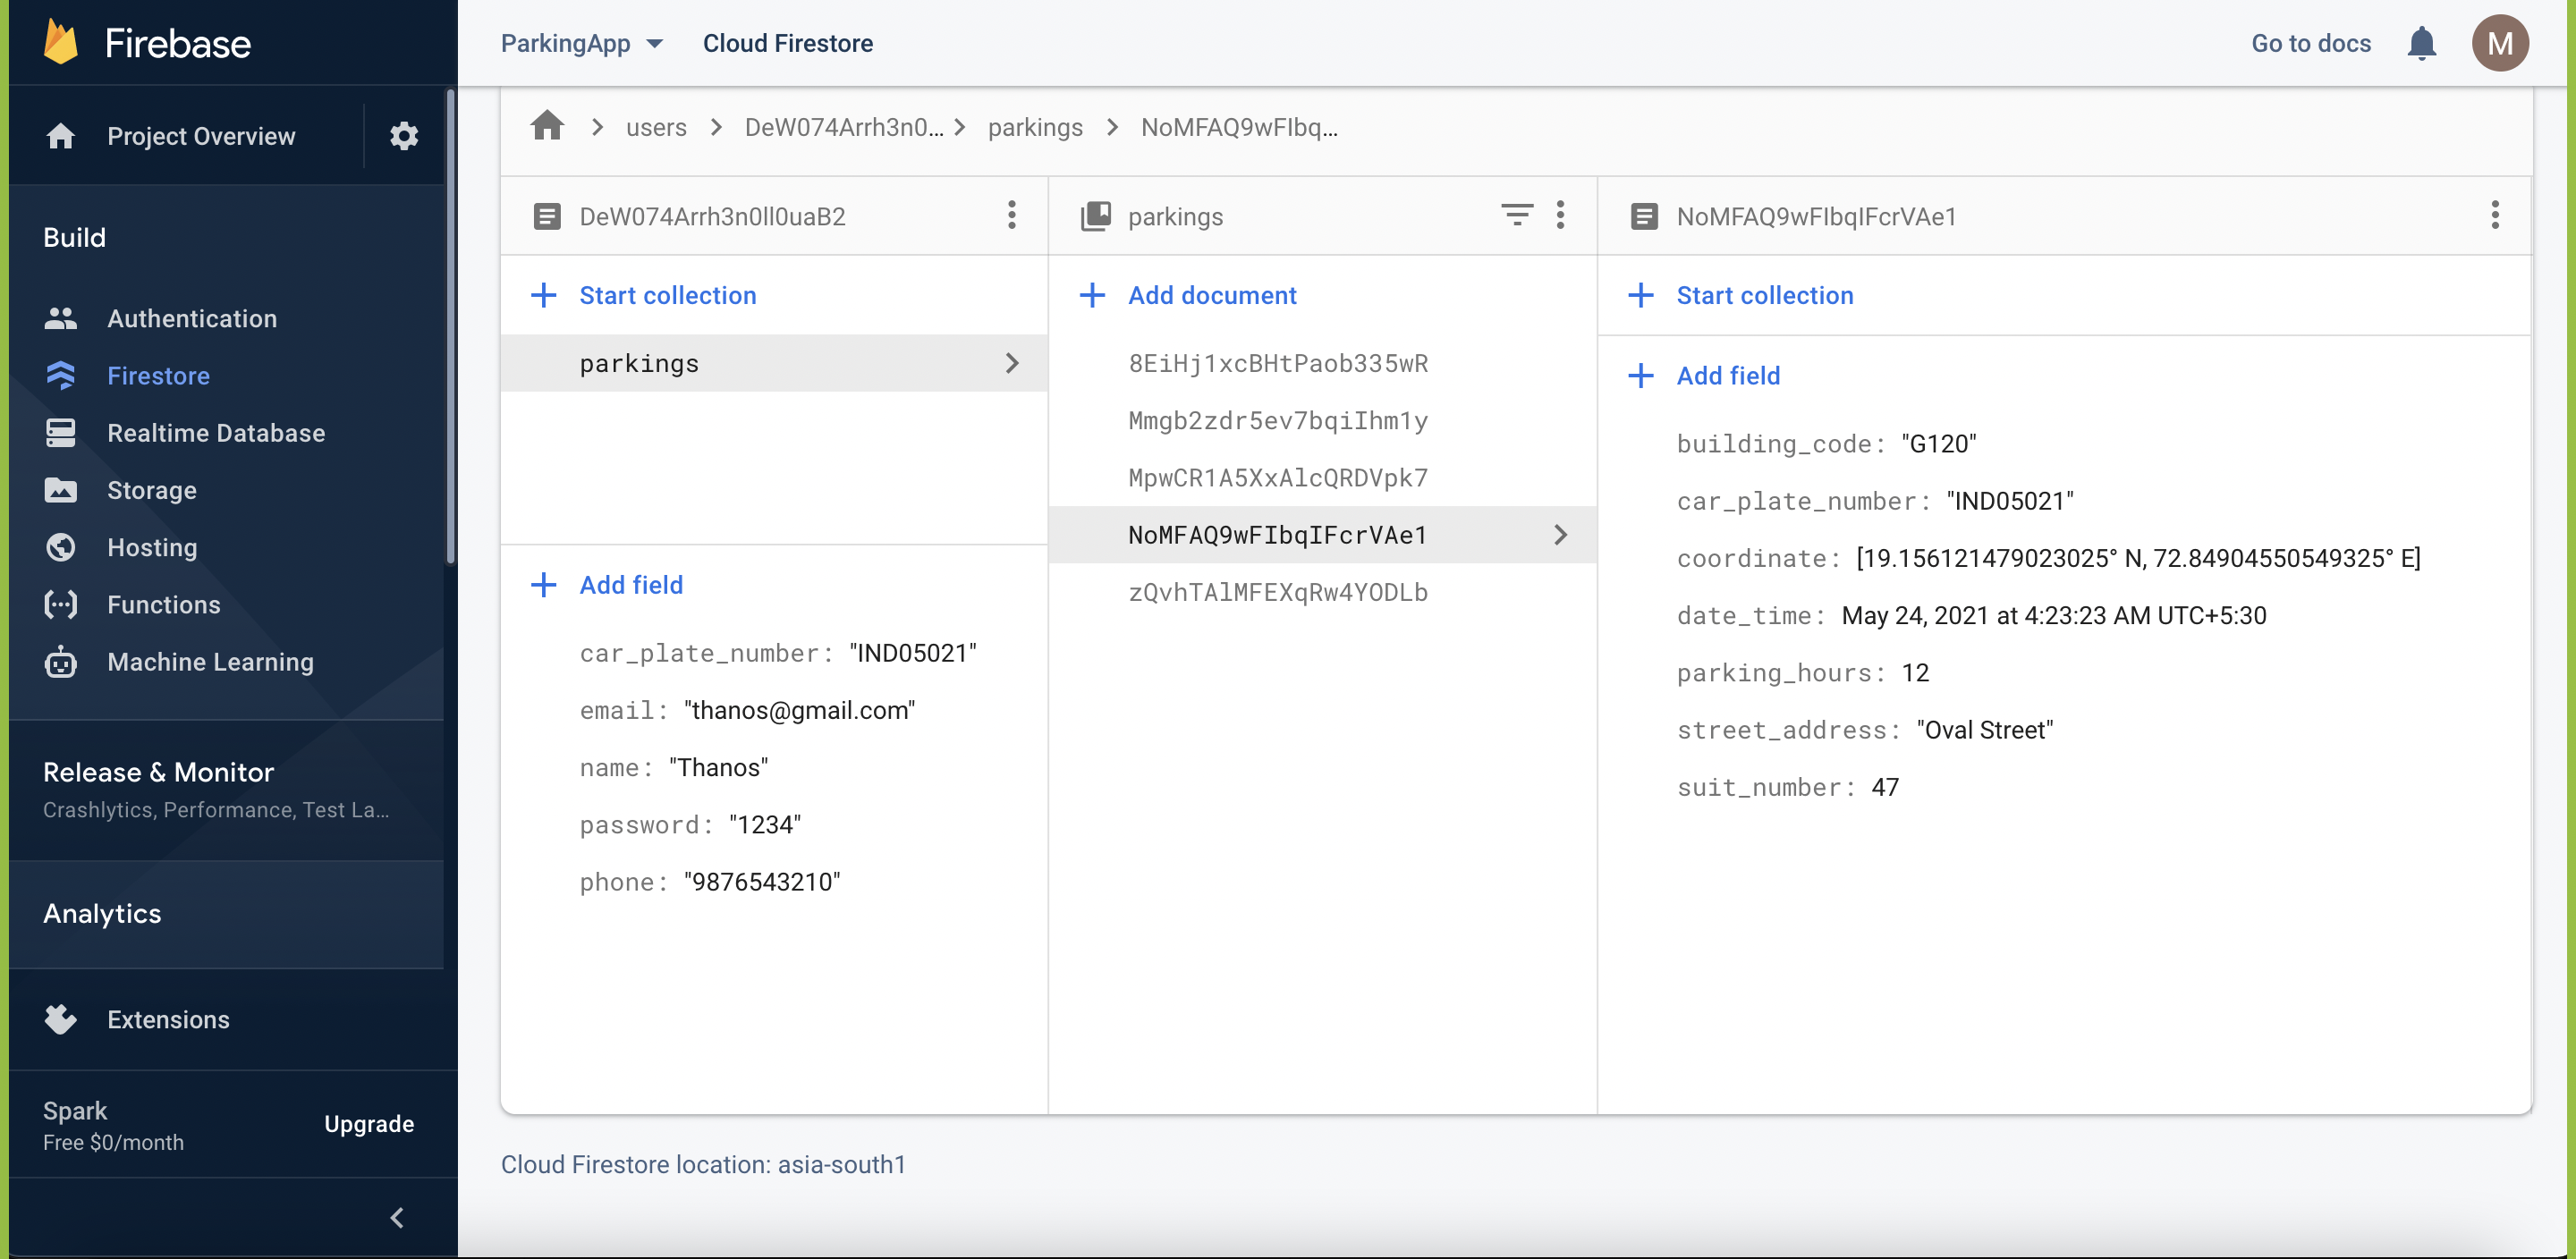 Firebase
Project Overview
Build
Authentication
Firestore
Realtime Database
Storage
Hosting
Functions
Machine Learning
Release & Monitor
Crashlytics, Performance, Test La...
Analytics
Extensions
Spark
Free $0/month
Upgrade
ParkingApp
Cloud Firestore
Go to docs
M
users
DeW074Arrh3n0...
parkings
NoMFAQ9wFIbq...
DeW074Arrh3n0ll0uaB2
Start collection
parkings
Add field
car_plate_number: "IND05021"
email: "thanos@gmail.com"
name: "Thanos"
password: "1234"
phone: "9876543210"
parkings
Add document
8EiHj1xcBHtPaob335wR
Mmgb2zdr5ev7bqiIhm1y
MpwCR1A5XxAlcQRDVpk7
NoMFAQ9wFIbqIFcrVAe1
zQvhTAlMFEXqRw4YODLb
NoMFAQ9wFIbqIFcrVAe1
Start collection
Add field
building_code: "G120"
car_plate_number: "IND05021"
coordinate: [19.156121479023025° N, 72.84904550549325° E]
date_time: May 24, 2021 at 4:23:23 AM UTC+5:30
parking_hours: 12
street_address: "Oval Street"
suit_number: 47
Cloud Firestore location: asia-south1